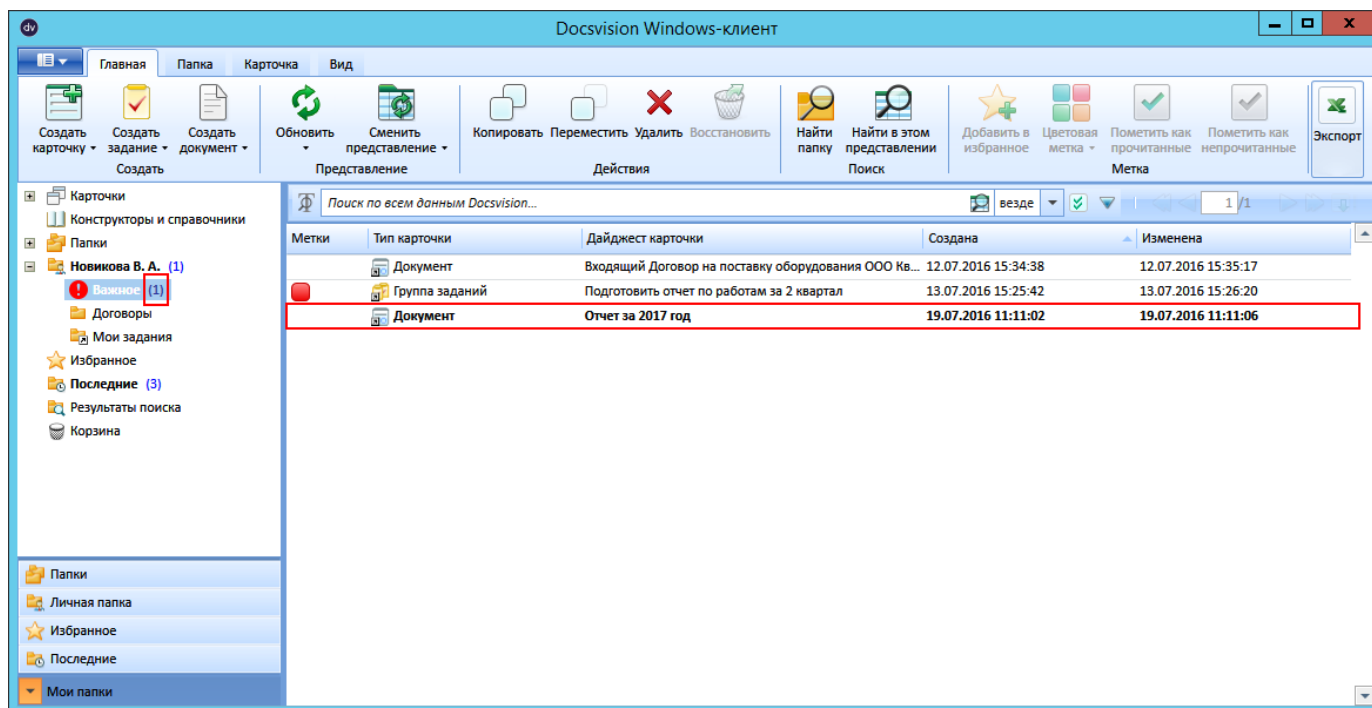 dv
Docsvision Windows-клиент
Главная Папка Карточка Вид
Создать карточку
Создать задание
Создать документ
Обновить
Сменить представление
Копировать
Переместить
Удалить
Восстановить
Найти папку
Найти в этом представлении
Добавить в избранное
Цветовая метка
Пометить как прочитанные
Пометить как непрочитанные
Экспорт
Создать Представление Действия Поиск Метка
Карточки
Конструкторы и справочники
Папки
Новикова В. А. (1)
Важное (1)
Договоры
Мои задания
Избранное
Последние (3)
Результаты поиска
Корзина
Папки
Личная папка
Избранное
Последние
Мои папки
Поиск по всем данным Docsvision... везде 1 /1
Метки Тип карточки Дайджест карточки Создана Изменена
Документ Входящий Договор на поставку оборудования ООО Кв... 12.07.2016 15:34:38 12.07.2016 15:35:17
Группа заданий Подготовить отчет по работам за 2 квартал 13.07.2016 15:25:42 13.07.2016 15:26:20
Документ Отчет за 2017 год 19.07.2016 11:11:02 19.07.2016 11:11:06